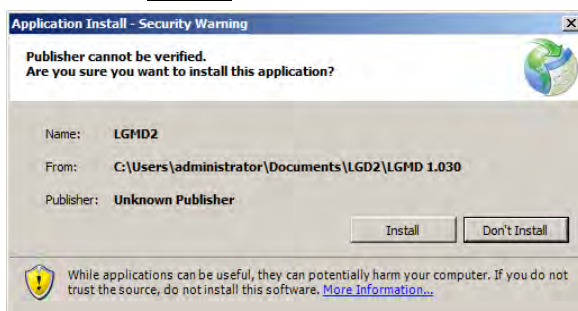 Application Install - Security Warning
Publisher cannot be verified.
Are you sure you want to install this application?
Name: LGMD2
From: C:\Users\administrator\Documents\LGD2\LGMD 1.030
Publisher: Unknown Publisher
Install Don't Install
While applications can be useful, they can potentially harm your computer. If you do not
trust the source, do not install this software. More Information...